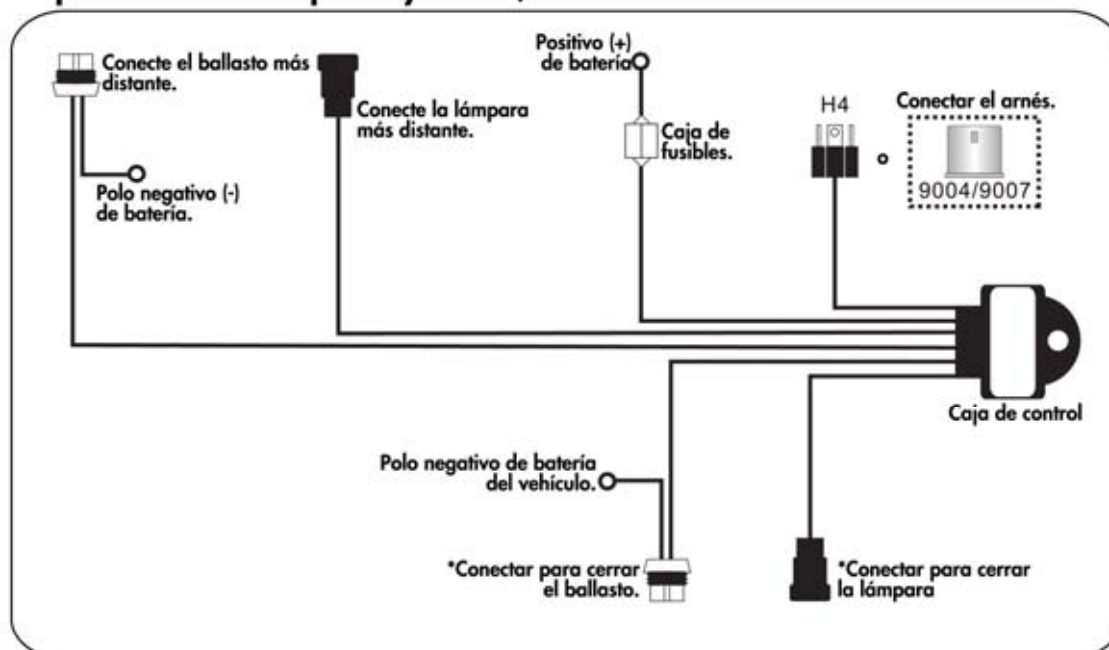 Conecte el ballasto más
distante.
Polo negativo (-)
de batería.
Conecte la lámpara
más distante.
Positivo (+)
de batería
Caja de
fusibles.
H4
o
Conectar el arnés.
9004/9007
Caja de control
Polo negativo de batería
del vehículo.
*Conectar para cerrar
el ballasto.
*Conectar para cerrar
la lámpara